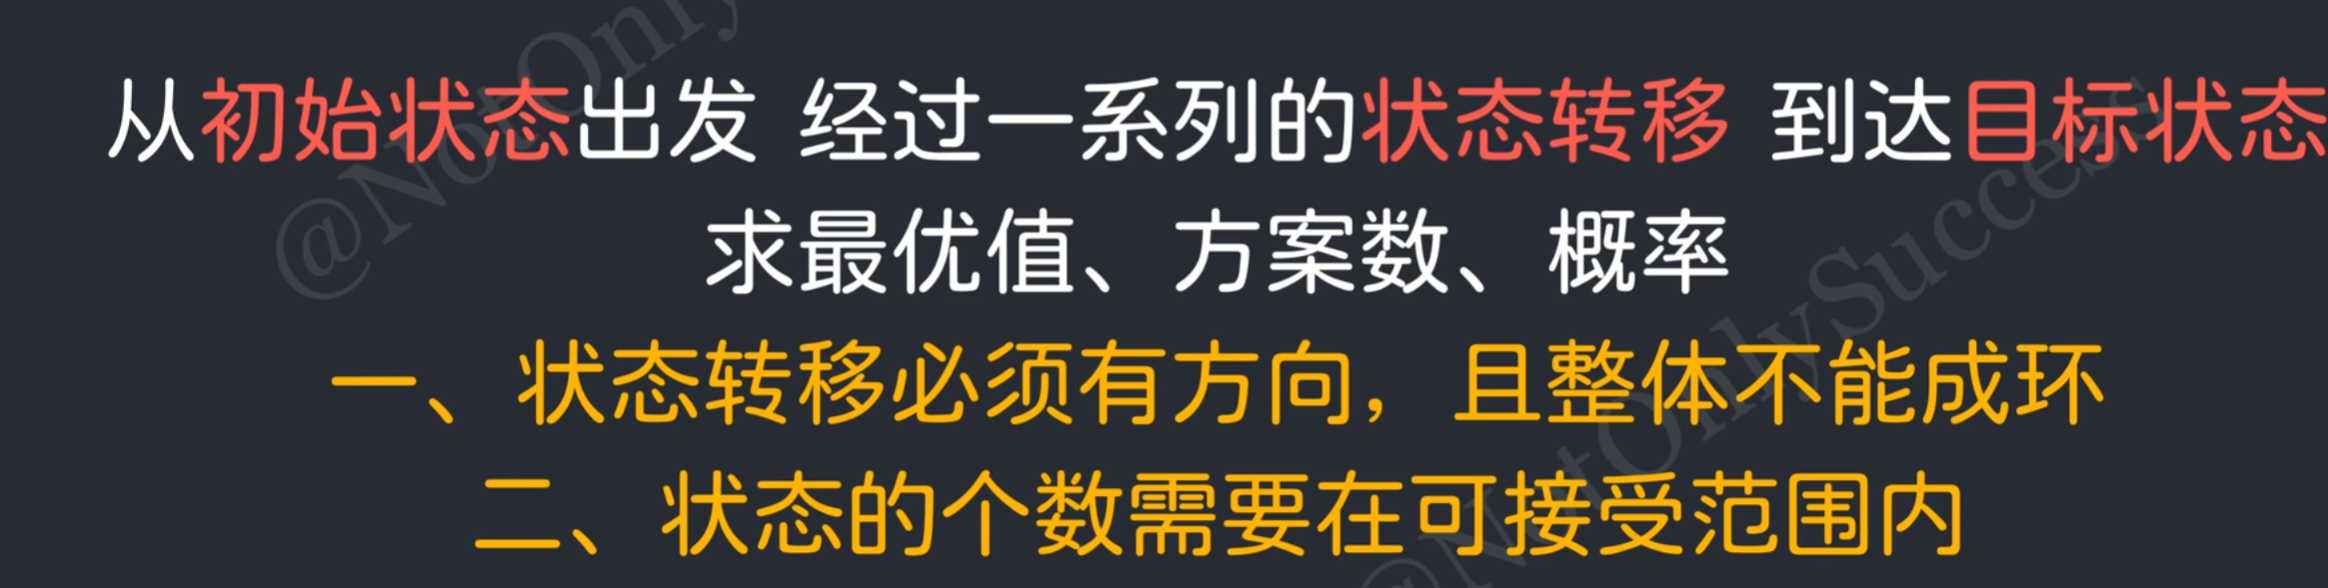 从初始状态出发 经过一系列的状态转移 到达目标状态
求最优值、方案数、概率
一、状态转移必须有方向，且整体不能成环
二、状态的个数需要在可接受范围内
@NotOnly
@NotOnlySuccess